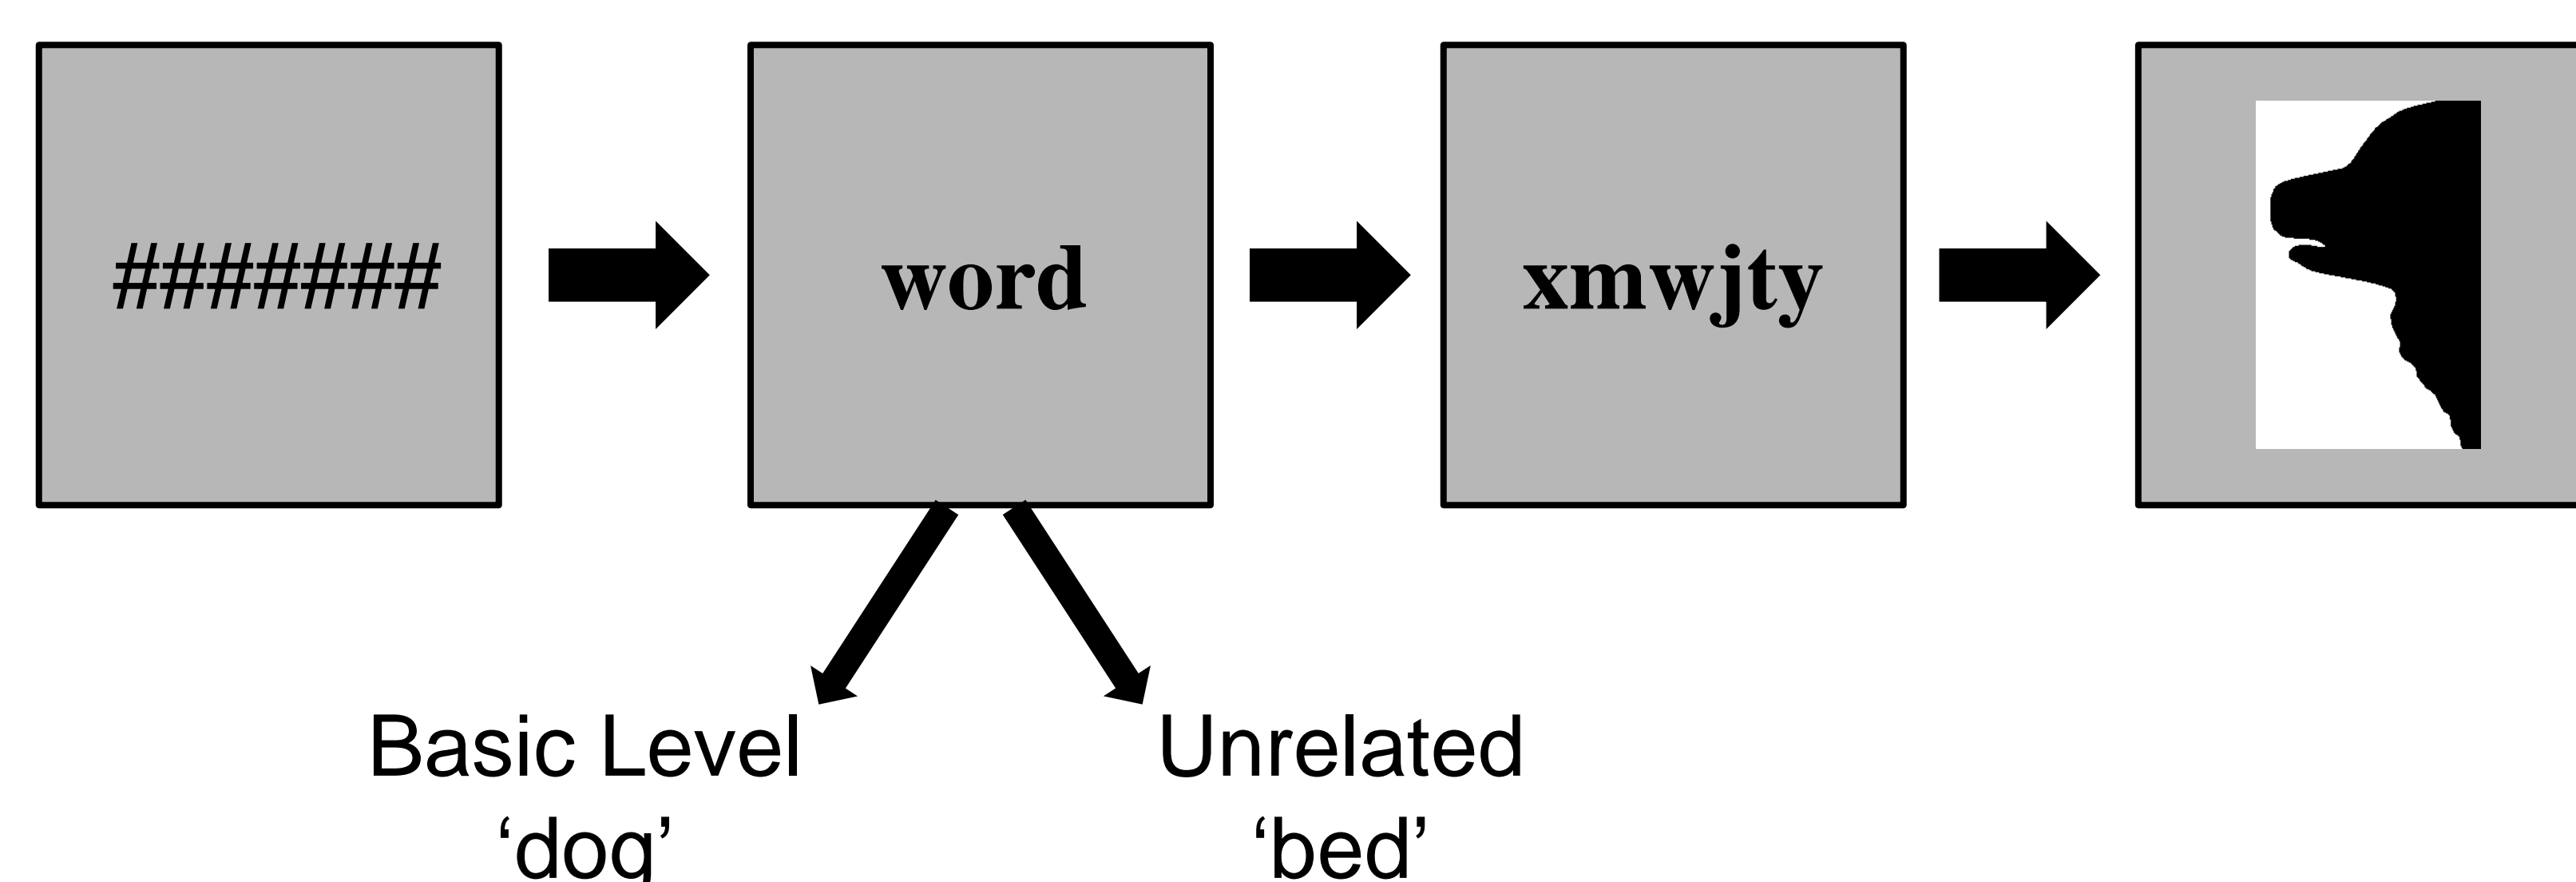 #######
word
xmwjty
Basic Level
‘dog’
Unrelated
‘bed’